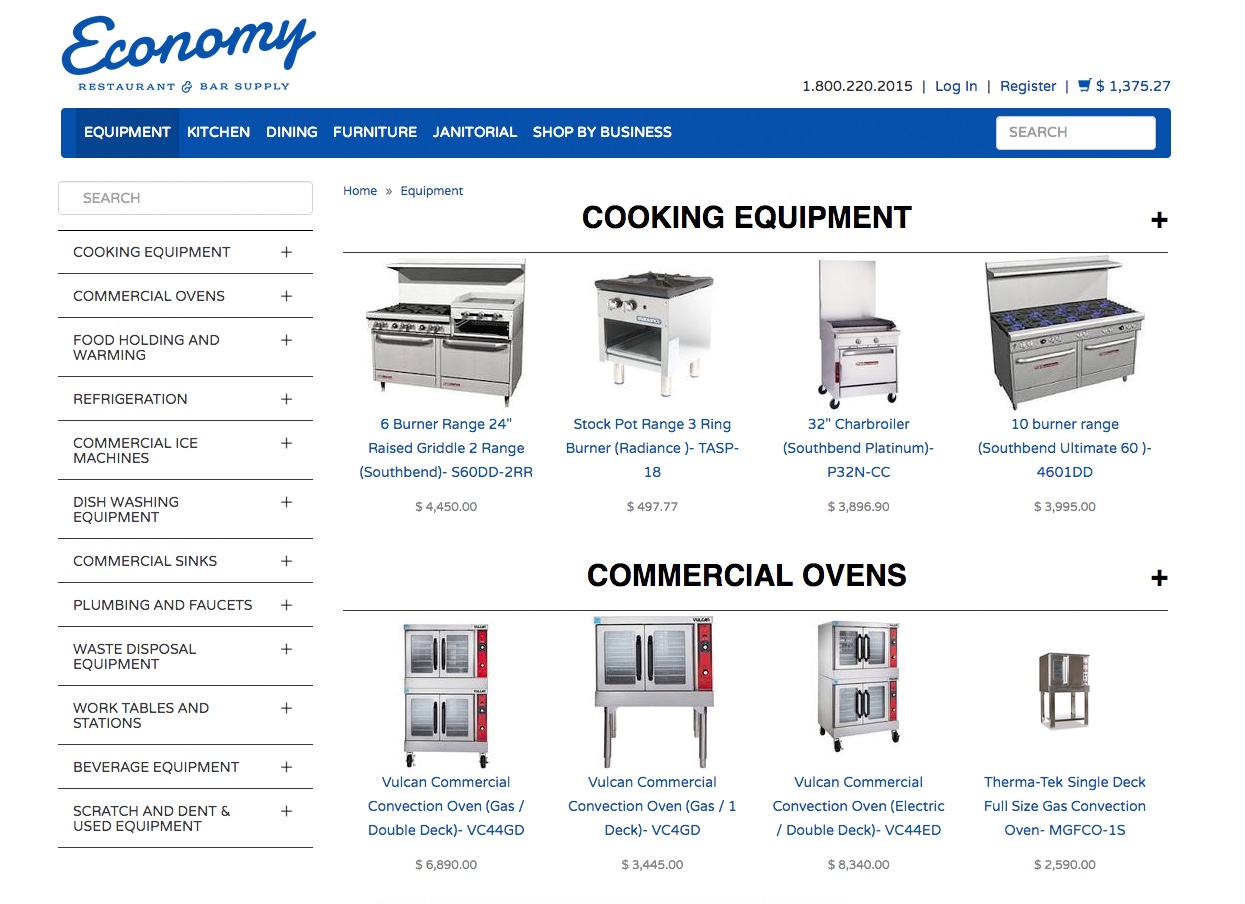 Economy
RESTAURANT & BAR SUPPLY
1.800.220.2015 | Log In | Register | $ 1,375.27
EQUIPMENT KITCHEN DINING FURNITURE JANITORIAL SHOP BY BUSINESS
SEARCH
SEARCH
COOKING EQUIPMENT +
COMMERCIAL OVENS +
FOOD HOLDING AND +
WARMING
REFRIGERATION +
COMMERCIAL ICE +
MACHINES
DISH WASHING +
EQUIPMENT
COMMERCIAL SINKS +
PLUMBING AND FAUCETS +
WASTE DISPOSAL +
EQUIPMENT
WORK TABLES AND +
STATIONS
BEVERAGE EQUIPMENT +
SCRATCH AND DENT & +
USED EQUIPMENT
Home » Equipment
COOKING EQUIPMENT +
6 Burner Range 24"
Raised Griddle 2 Range
(Southbend)- S60DD-2RR
$ 4,450.00
Stock Pot Range 3 Ring
Burner (Radiance )- TASP-
18
$ 497.77
32" Charbroiler
(Southbend Platinum)-
P32N-CC
$ 3,896.90
10 burner range
(Southbend Ultimate 60 )-
4601DD
$ 3,995.00
COMMERCIAL OVENS +
VULCAN
Vulcan Commercial
Convection Oven (Gas /
Double Deck)- VC44GD
$ 6,890.00
VULCAN
Vulcan Commercial
Convection Oven (Gas / 1
Deck)- VC4GD
$ 3,445.00
Vulcan Commercial
Convection Oven (Electric
/ Double Deck)- VC44ED
$ 8,340.00
Therma-Tek Single Deck
Full Size Gas Convection
Oven- MGFCO-1S
$ 2,590.00